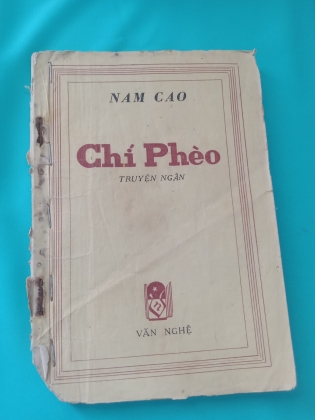 NAM CAO
Chí Phèo
TRUYỆN NGẮN
VĂN NGHỆ